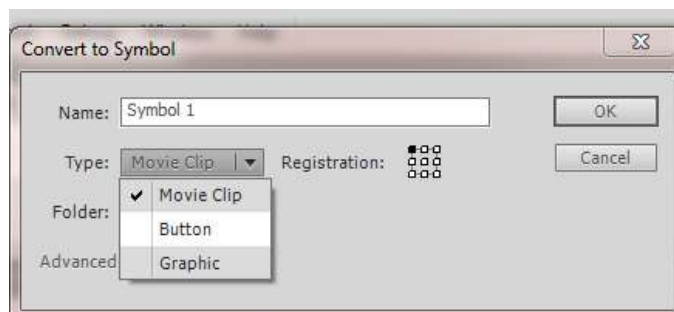 Convert to Symbol
Name: Symbol 1 OK
Type: Movie Clip Registration: Cancel
Movie Clip
Folder:
Button
Advanced
Graphic